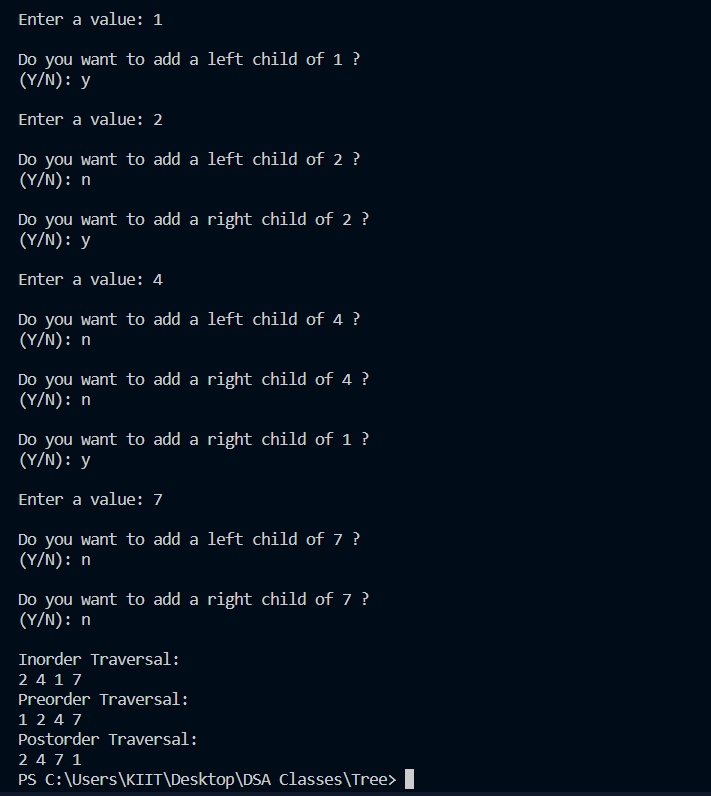 Enter a value: 1
Do you want to add a left child of 1 ?
(Y/N): y
Enter a value: 2
Do you want to add a left child of 2 ?
(Y/N): n
Do you want to add a right child of 2 ?
(Y/N): y
Enter a value: 4
Do you want to add a left child of 4 ?
(Y/N): n
Do you want to add a right child of 4 ?
(Y/N): n
Do you want to add a right child of 1 ?
(Y/N): y
Enter a value: 7
Do you want to add a left child of 7 ?
(Y/N): n
Do you want to add a right child of 7 ?
(Y/N): n
Inorder Traversal:
2 4 1 7
Preorder Traversal:
1 2 4 7
Postorder Traversal:
2 4 7 1
PS C:\Users\KIIT\Desktop\DSA Classes\Tree>